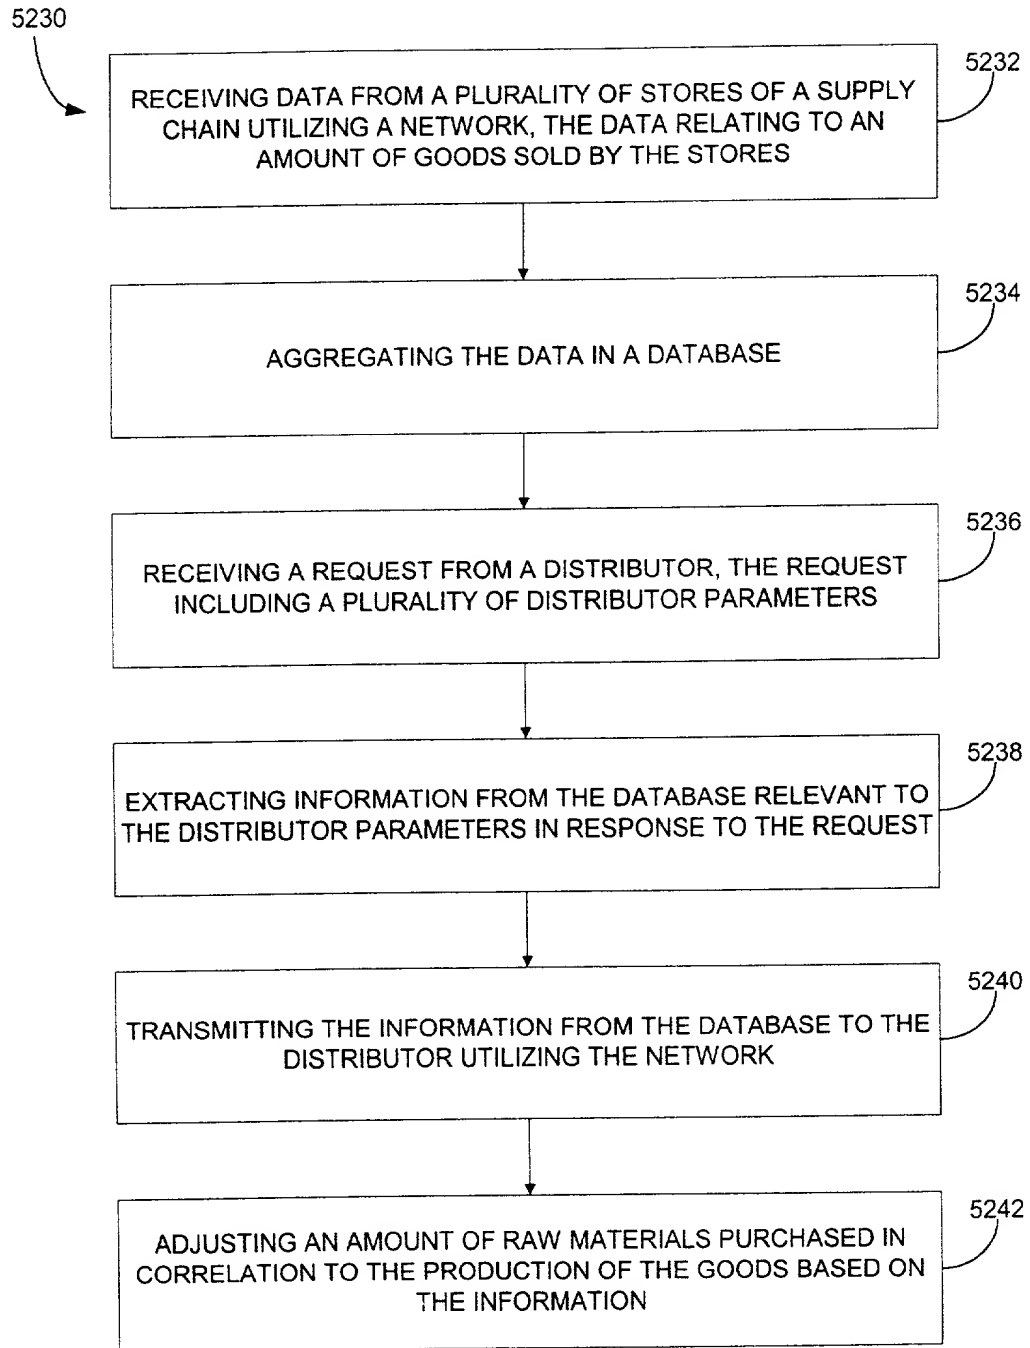 5230
5232
RECEIVING DATA FROM A PLURALITY OF STORES OF A SUPPLY
CHAIN UTILIZING A NETWORK, THE DATA RELATING TO AN
AMOUNT OF GOODS SOLD BY THE STORES
5234
AGGREGATING THE DATA IN A DATABASE
5236
RECEIVING A REQUEST FROM A DISTRIBUTOR, THE REQUEST
INCLUDING A PLURALITY OF DISTRIBUTOR PARAMETERS
5238
EXTRACTING INFORMATION FROM THE DATABASE RELEVANT TO
THE DISTRIBUTOR PARAMETERS IN RESPONSE TO THE REQUEST
5240
TRANSMITTING THE INFORMATION FROM THE DATABASE TO THE
DISTRIBUTOR UTILIZING THE NETWORK
5242
ADJUSTING AN AMOUNT OF RAW MATERIALS PURCHASED IN
CORRELATION TO THE PRODUCTION OF THE GOODS BASED ON
THE INFORMATION